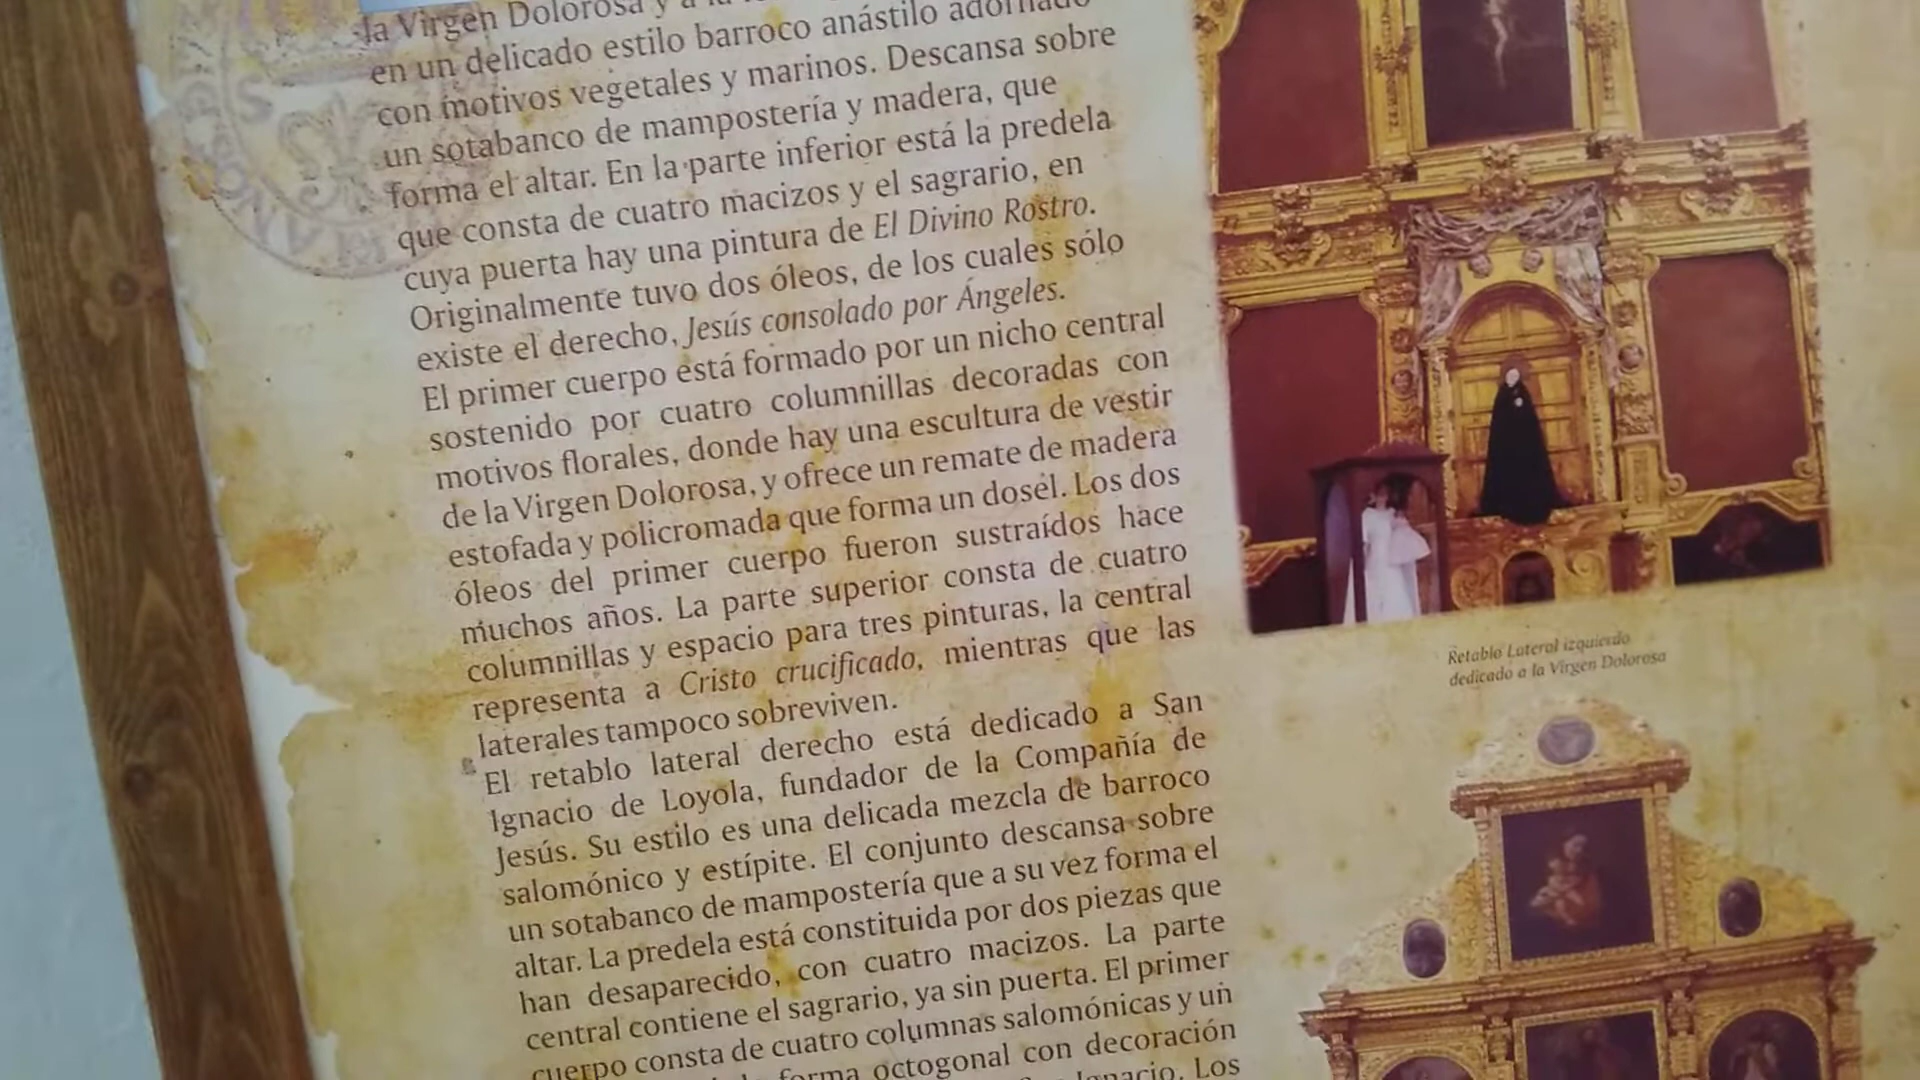 la Virgen Dolorosa y a la
en un delicado estilo barroco anástilo adornado
con motivos vegetales y marinos. Descansa sobre
un sotabanco de mampostería y madera, que
forma el altar. En la parte inferior está la predela
que consta de cuatro macizos y el sagrario, en
cuya puerta hay una pintura de El Divino Rostro.
Originalmente tuvo dos óleos, de los cuales sólo
existe el derecho, Jesús consolado por Ángeles.
El primer cuerpo está formado por un nicho central
sostenido por cuatro columnillas decoradas con
motivos florales, donde hay una escultura de vestir
de la Virgen Dolorosa, y ofrece un remate de madera
estofada y policromada que forma un dosel. Los dos
óleos del primer cuerpo fueron sustraídos hace
muchos años. La parte superior consta de cuatro
columnillas y espacio para tres pinturas, la central
representa a Cristo crucificado, mientras que las
laterales tampoco sobreviven.
El retablo lateral derecho está dedicado a San
Ignacio de Loyola, fundador de la Compañía de
Jesús. Su estilo es una delicada mezcla de barroco
salomónico y estípite. El conjunto descansa sobre
un sotabanco de mampostería que a su vez forma el
altar. La predela está constituida por dos piezas que
han desaparecido, con cuatro macizos. La parte
central contiene el sagrario, ya sin puerta. El primer
cuerpo consta de cuatro columnas salomónicas y un
forma octogonal con decoración
Ignacio. Los
Retablo Lateral izquierdo
dedicado a la Virgen Dolorosa